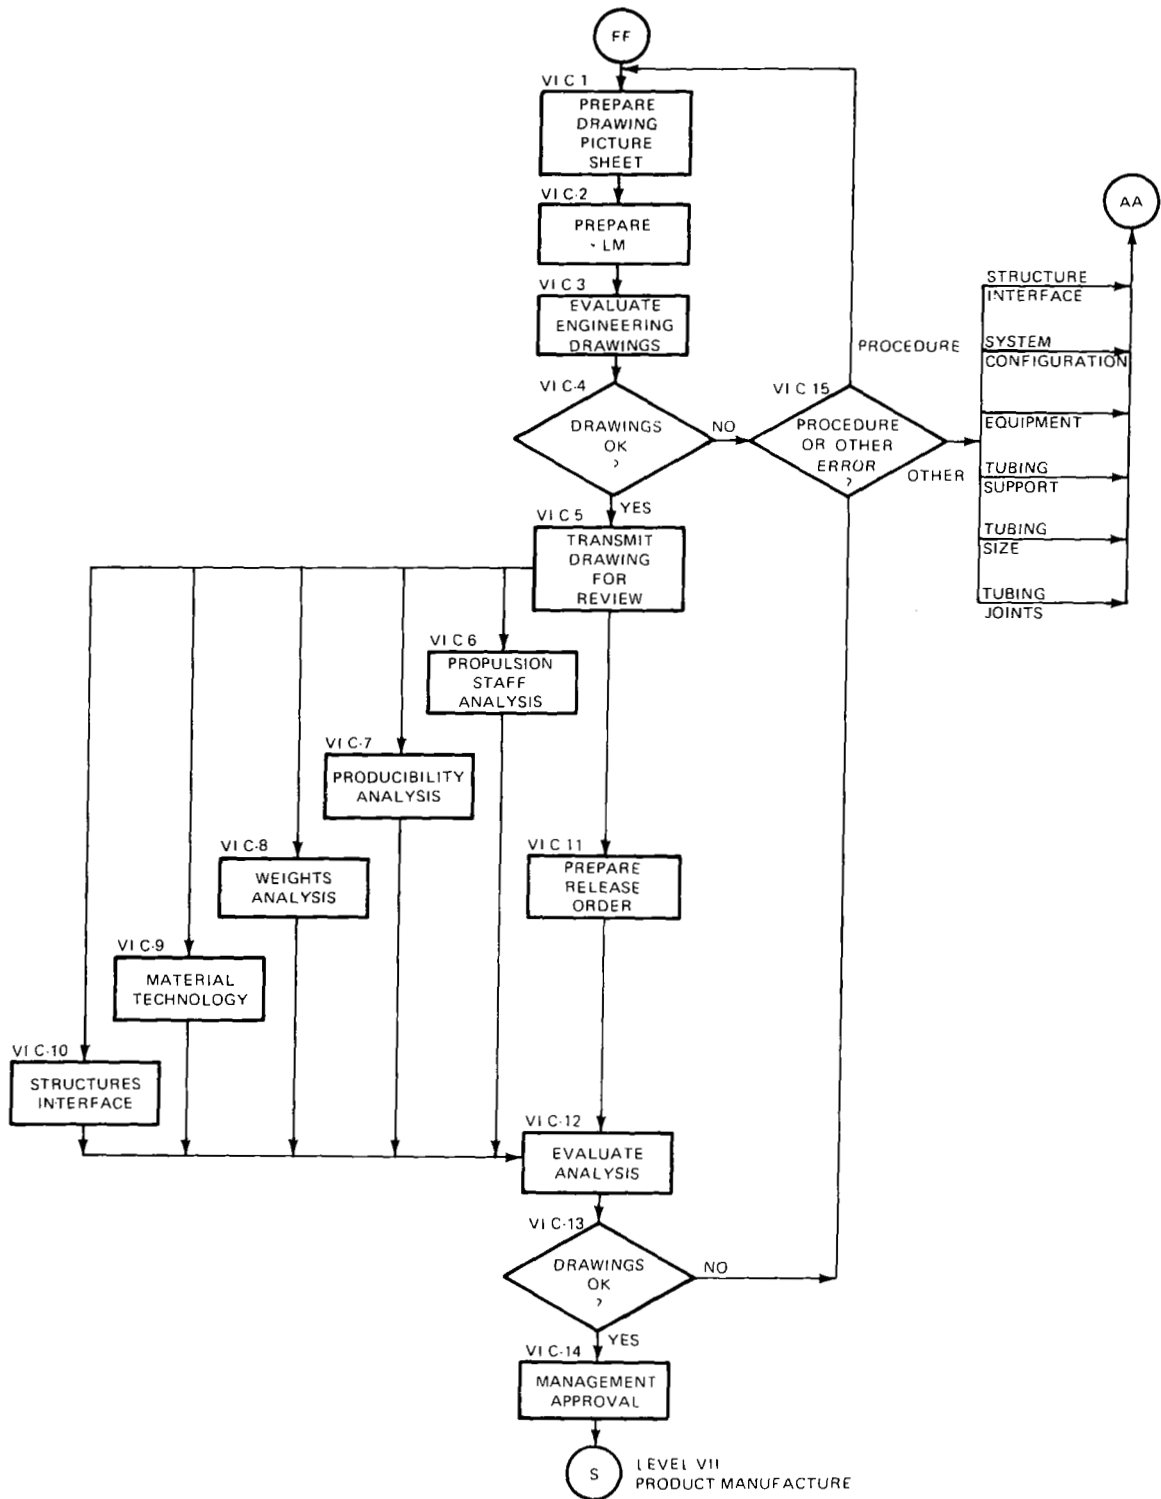 FF
VI C 1
PREPARE
DRAWING
PICTURE
SHEET
VI C-2
PREPARE
LM
VI C 3
EVALUATE
ENGINEERING
DRAWINGS
VI C-4
DRAWINGS
OK
?
NO
YES
VI C 15
PROCEDURE
OR OTHER
ERROR
?
PROCEDURE
OTHER
AA
STRUCTURE
INTERFACE
SYSTEM
CONFIGURATION
EQUIPMENT
TUBING
SUPPORT
TUBING
SIZE
TUBING
JOINTS
VI C 5
TRANSMIT
DRAWING
FOR
REVIEW
VI C 6
PROPULSION
STAFF
ANALYSIS
VI C-7
PRODUCIBILITY
ANALYSIS
VI C-8
WEIGHTS
ANALYSIS
VI C 11
PREPARE
RELEASE
ORDER
VI C-9
MATERIAL
TECHNOLOGY
VI C-10
STRUCTURES
INTERFACE
VI C-12
EVALUATE
ANALYSIS
VI C-13
DRAWINGS
OK
?
NO
YES
VI C-14
MANAGEMENT
APPROVAL
S
LEVEL VII
PRODUCT MANUFACTURE